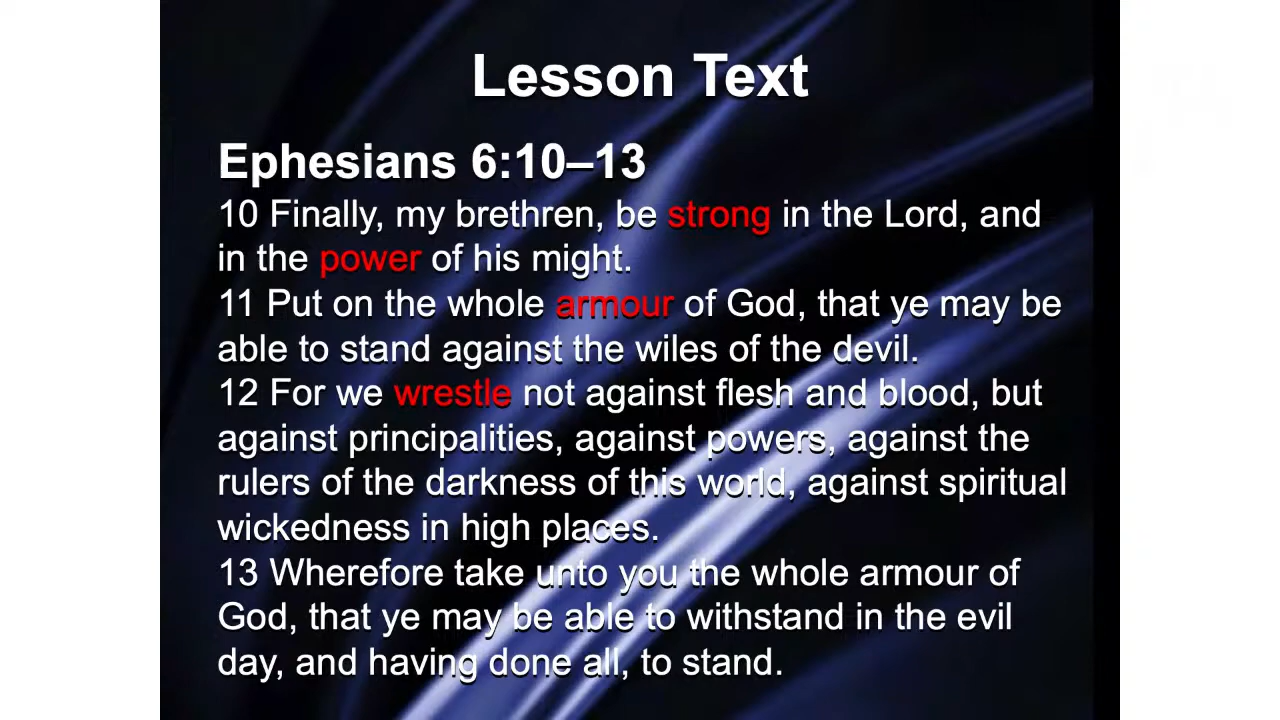 Lesson Text
Ephesians 6:10–13
10 Finally, my brethren, be strong in the Lord, and
in the power of his might.
11 Put on the whole armour of God, that ye may be
able to stand against the wiles of the devil.
12 For we wrestle not against flesh and blood, but
against principalities, against powers, against the
rulers of the darkness of this world, against spiritual
wickedness in high places.
13 Wherefore take unto you the whole armour of
God, that ye may be able to withstand in the evil
day, and having done all, to stand.